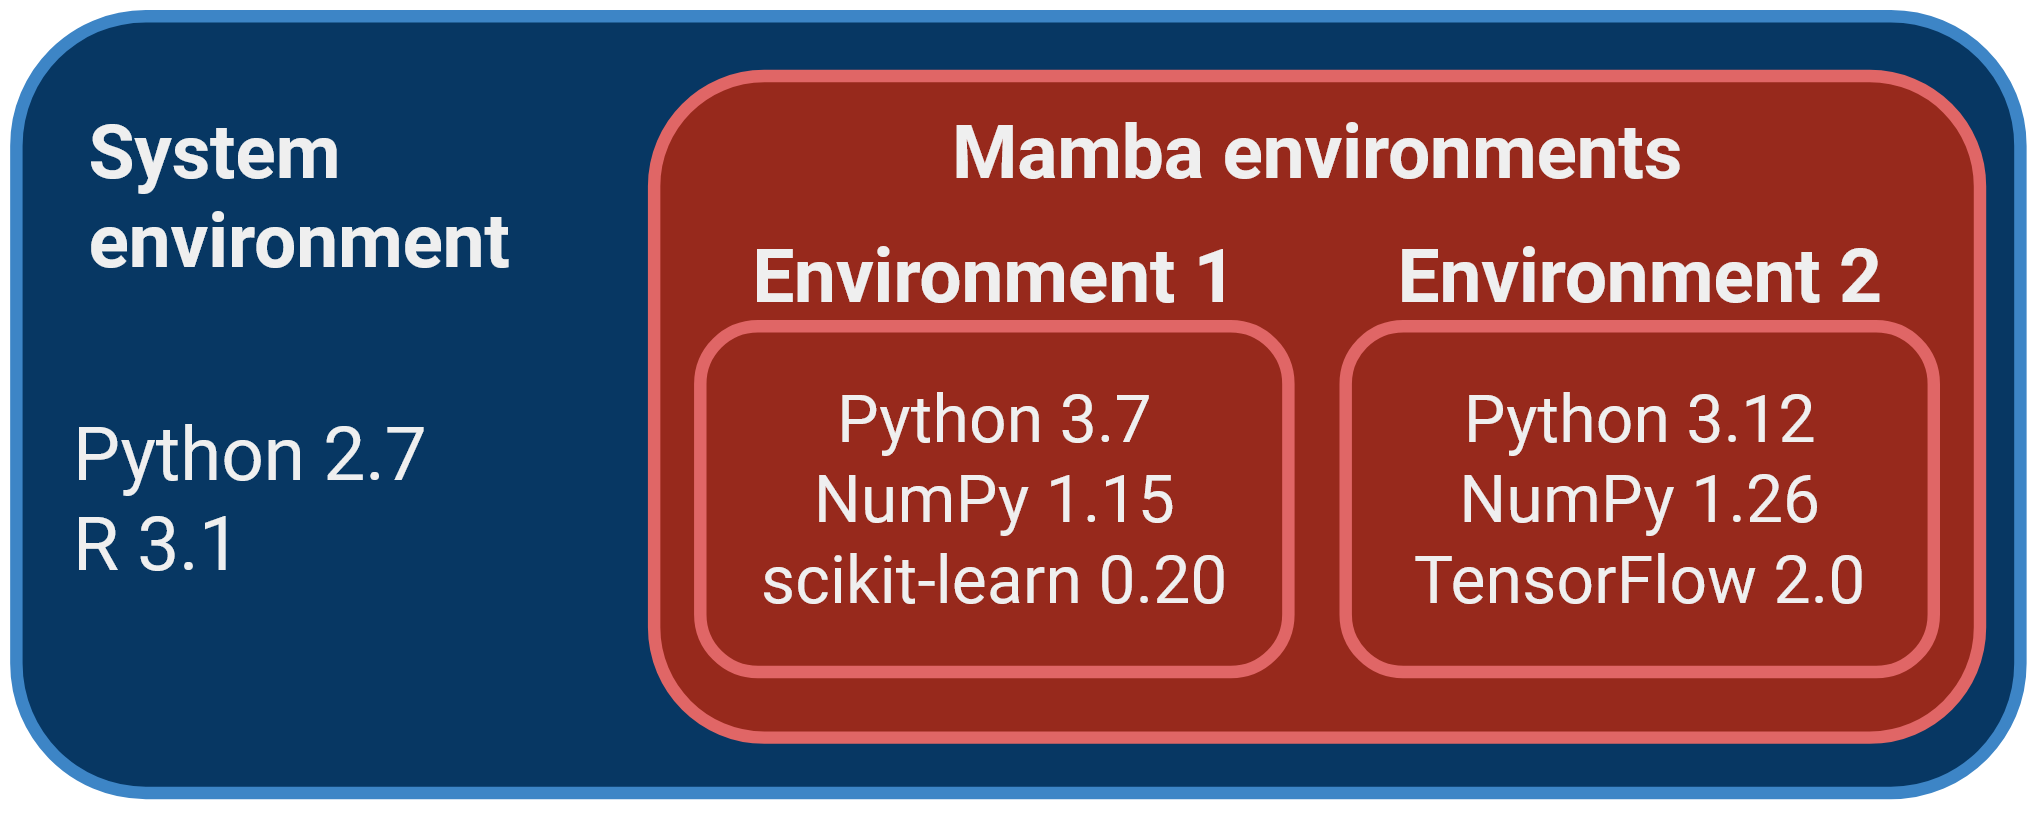 System
environment
Python 2.7
R 3.1
Mamba environments
Environment 1
Python 3.7
NumPy 1.15
scikit-learn 0.20
Environment 2
Python 3.12
NumPy 1.26
TensorFlow 2.0